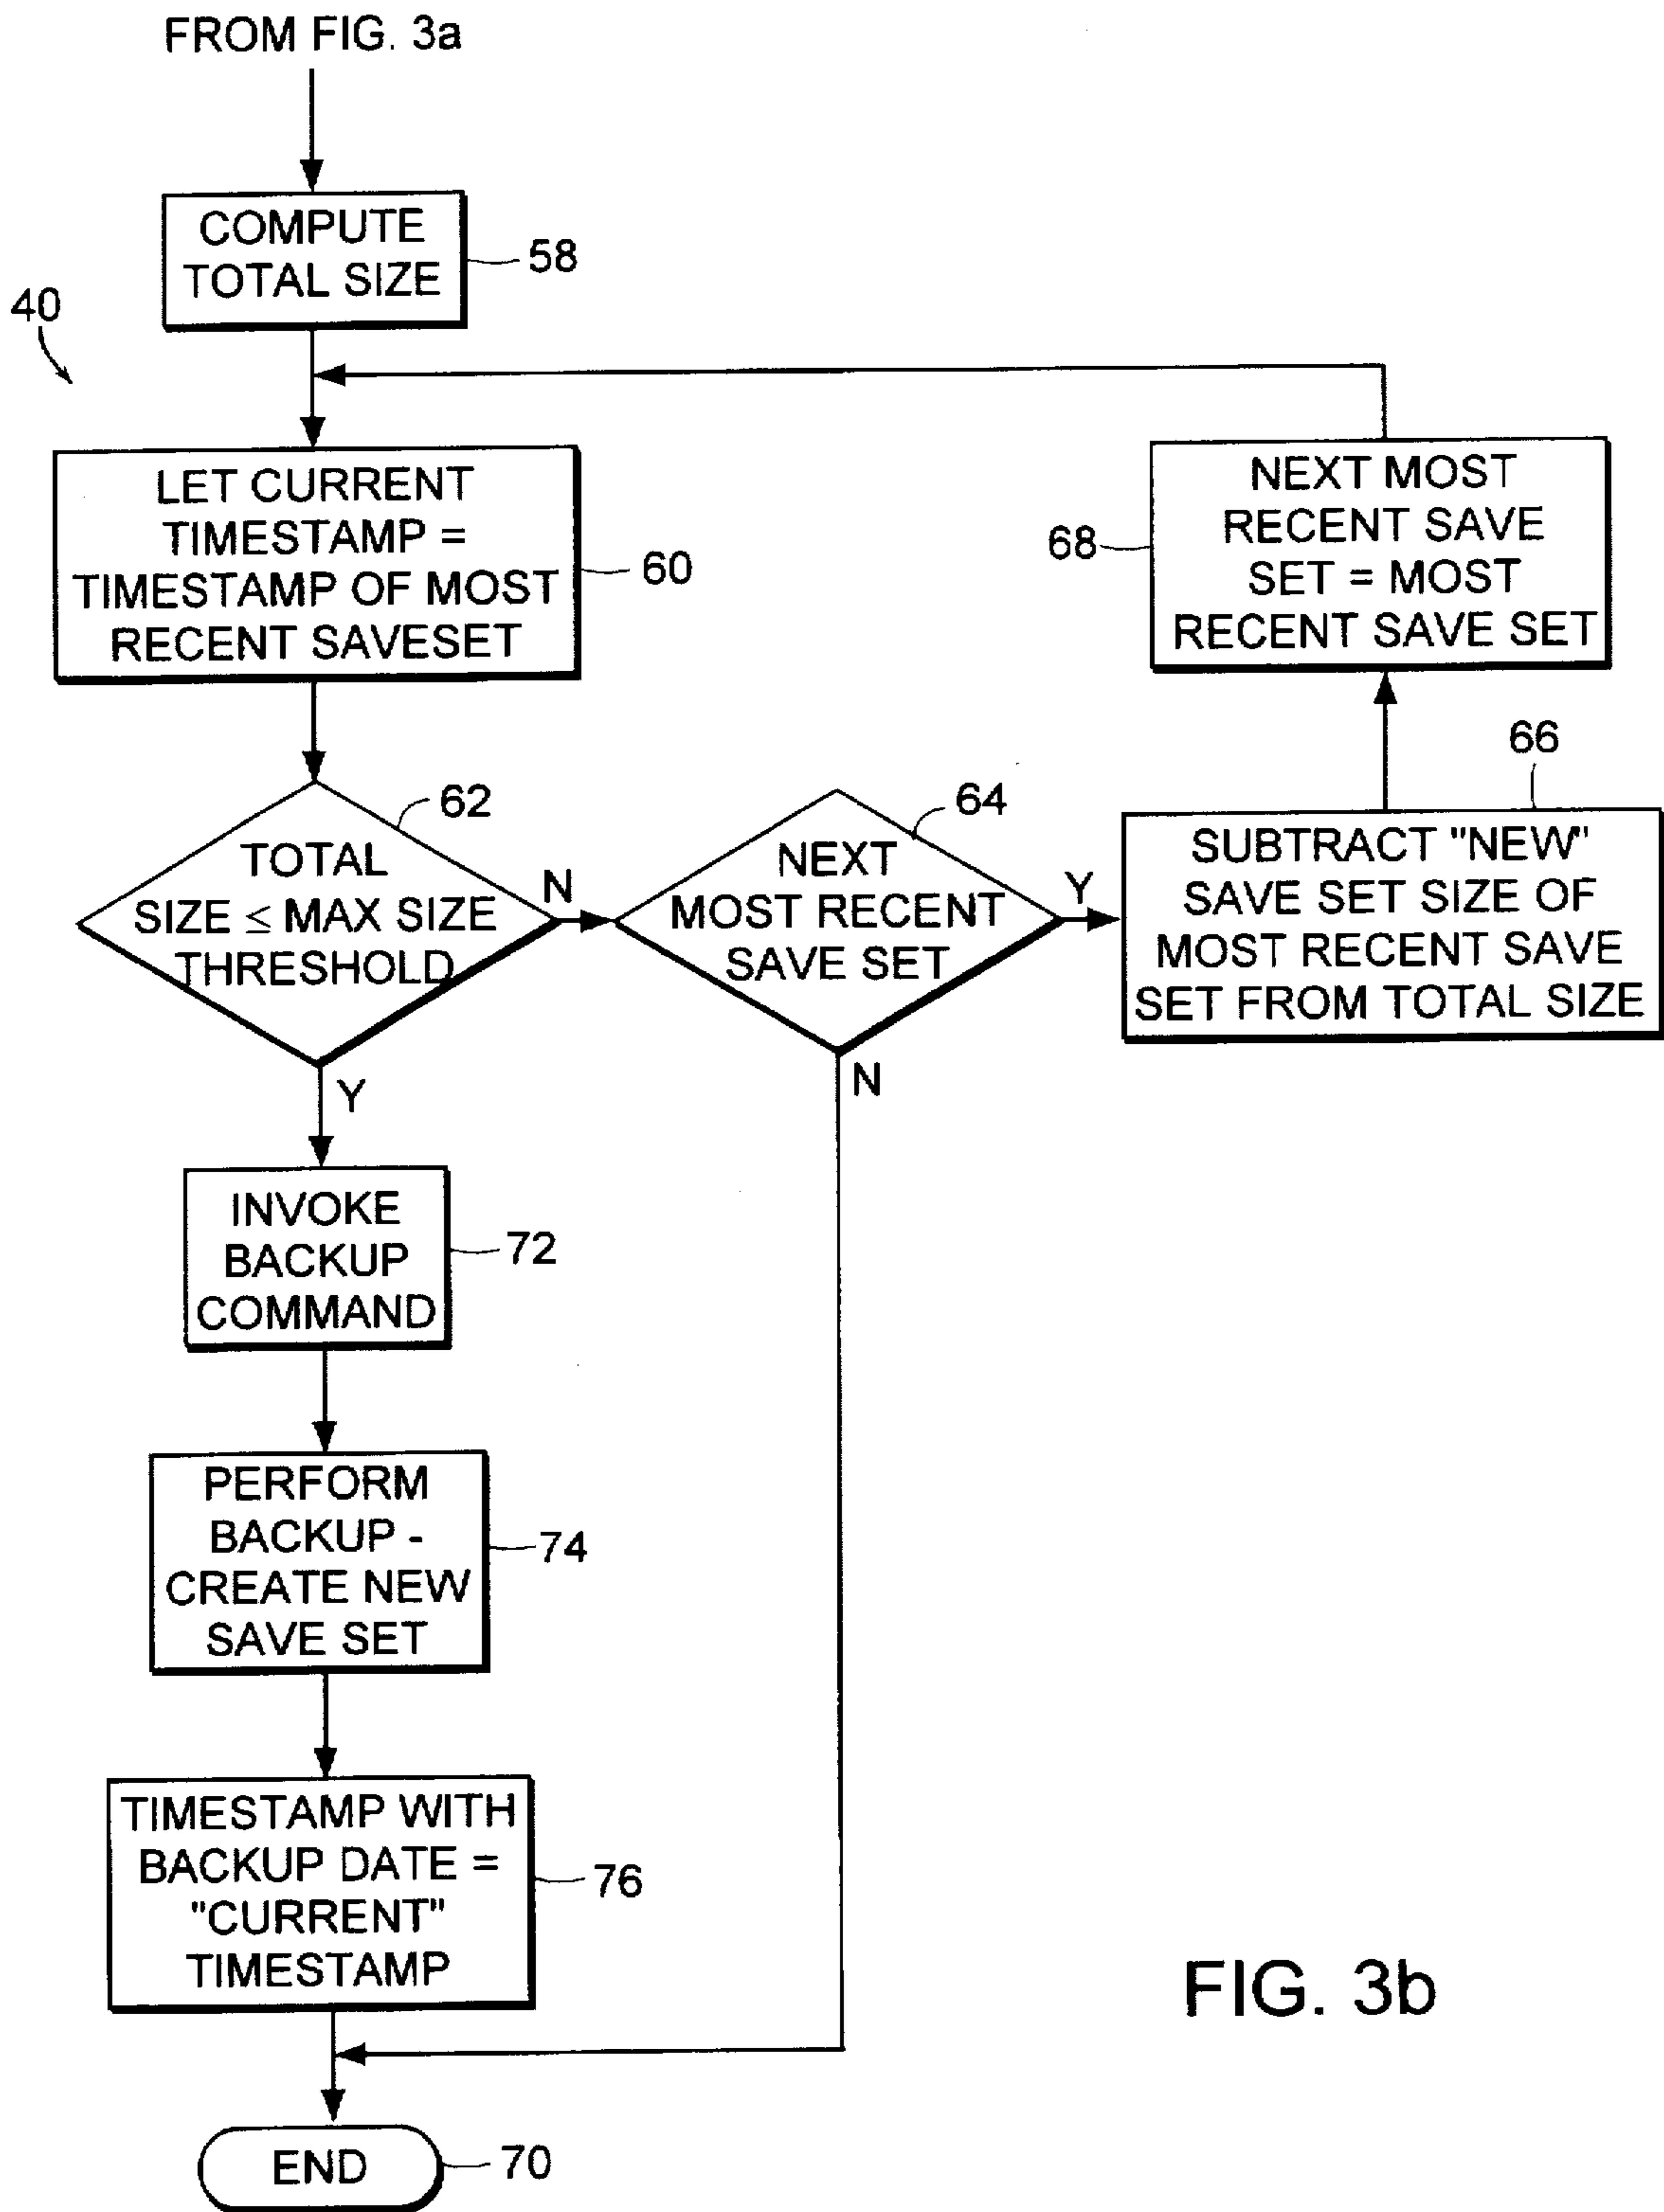 FROM FIG. 3a
COMPUTE
TOTAL SIZE
58
40
LET CURRENT
TIMESTAMP =
TIMESTAMP OF MOST
RECENT SAVESET
60
NEXT MOST
RECENT SAVE
SET = MOST
RECENT SAVE SET
68
66
62
TOTAL
SIZE ≤ MAX SIZE
THRESHOLD
N
Y
64
NEXT
MOST RECENT
SAVE SET
Y
N
SUBTRACT "NEW"
SAVE SET SIZE OF
MOST RECENT SAVE
SET FROM TOTAL SIZE
INVOKE
BACKUP
COMMAND
72
PERFORM
BACKUP -
CREATE NEW
SAVE SET
74
TIMESTAMP WITH
BACKUP DATE =
"CURRENT"
TIMESTAMP
76
END
70
FIG. 3b